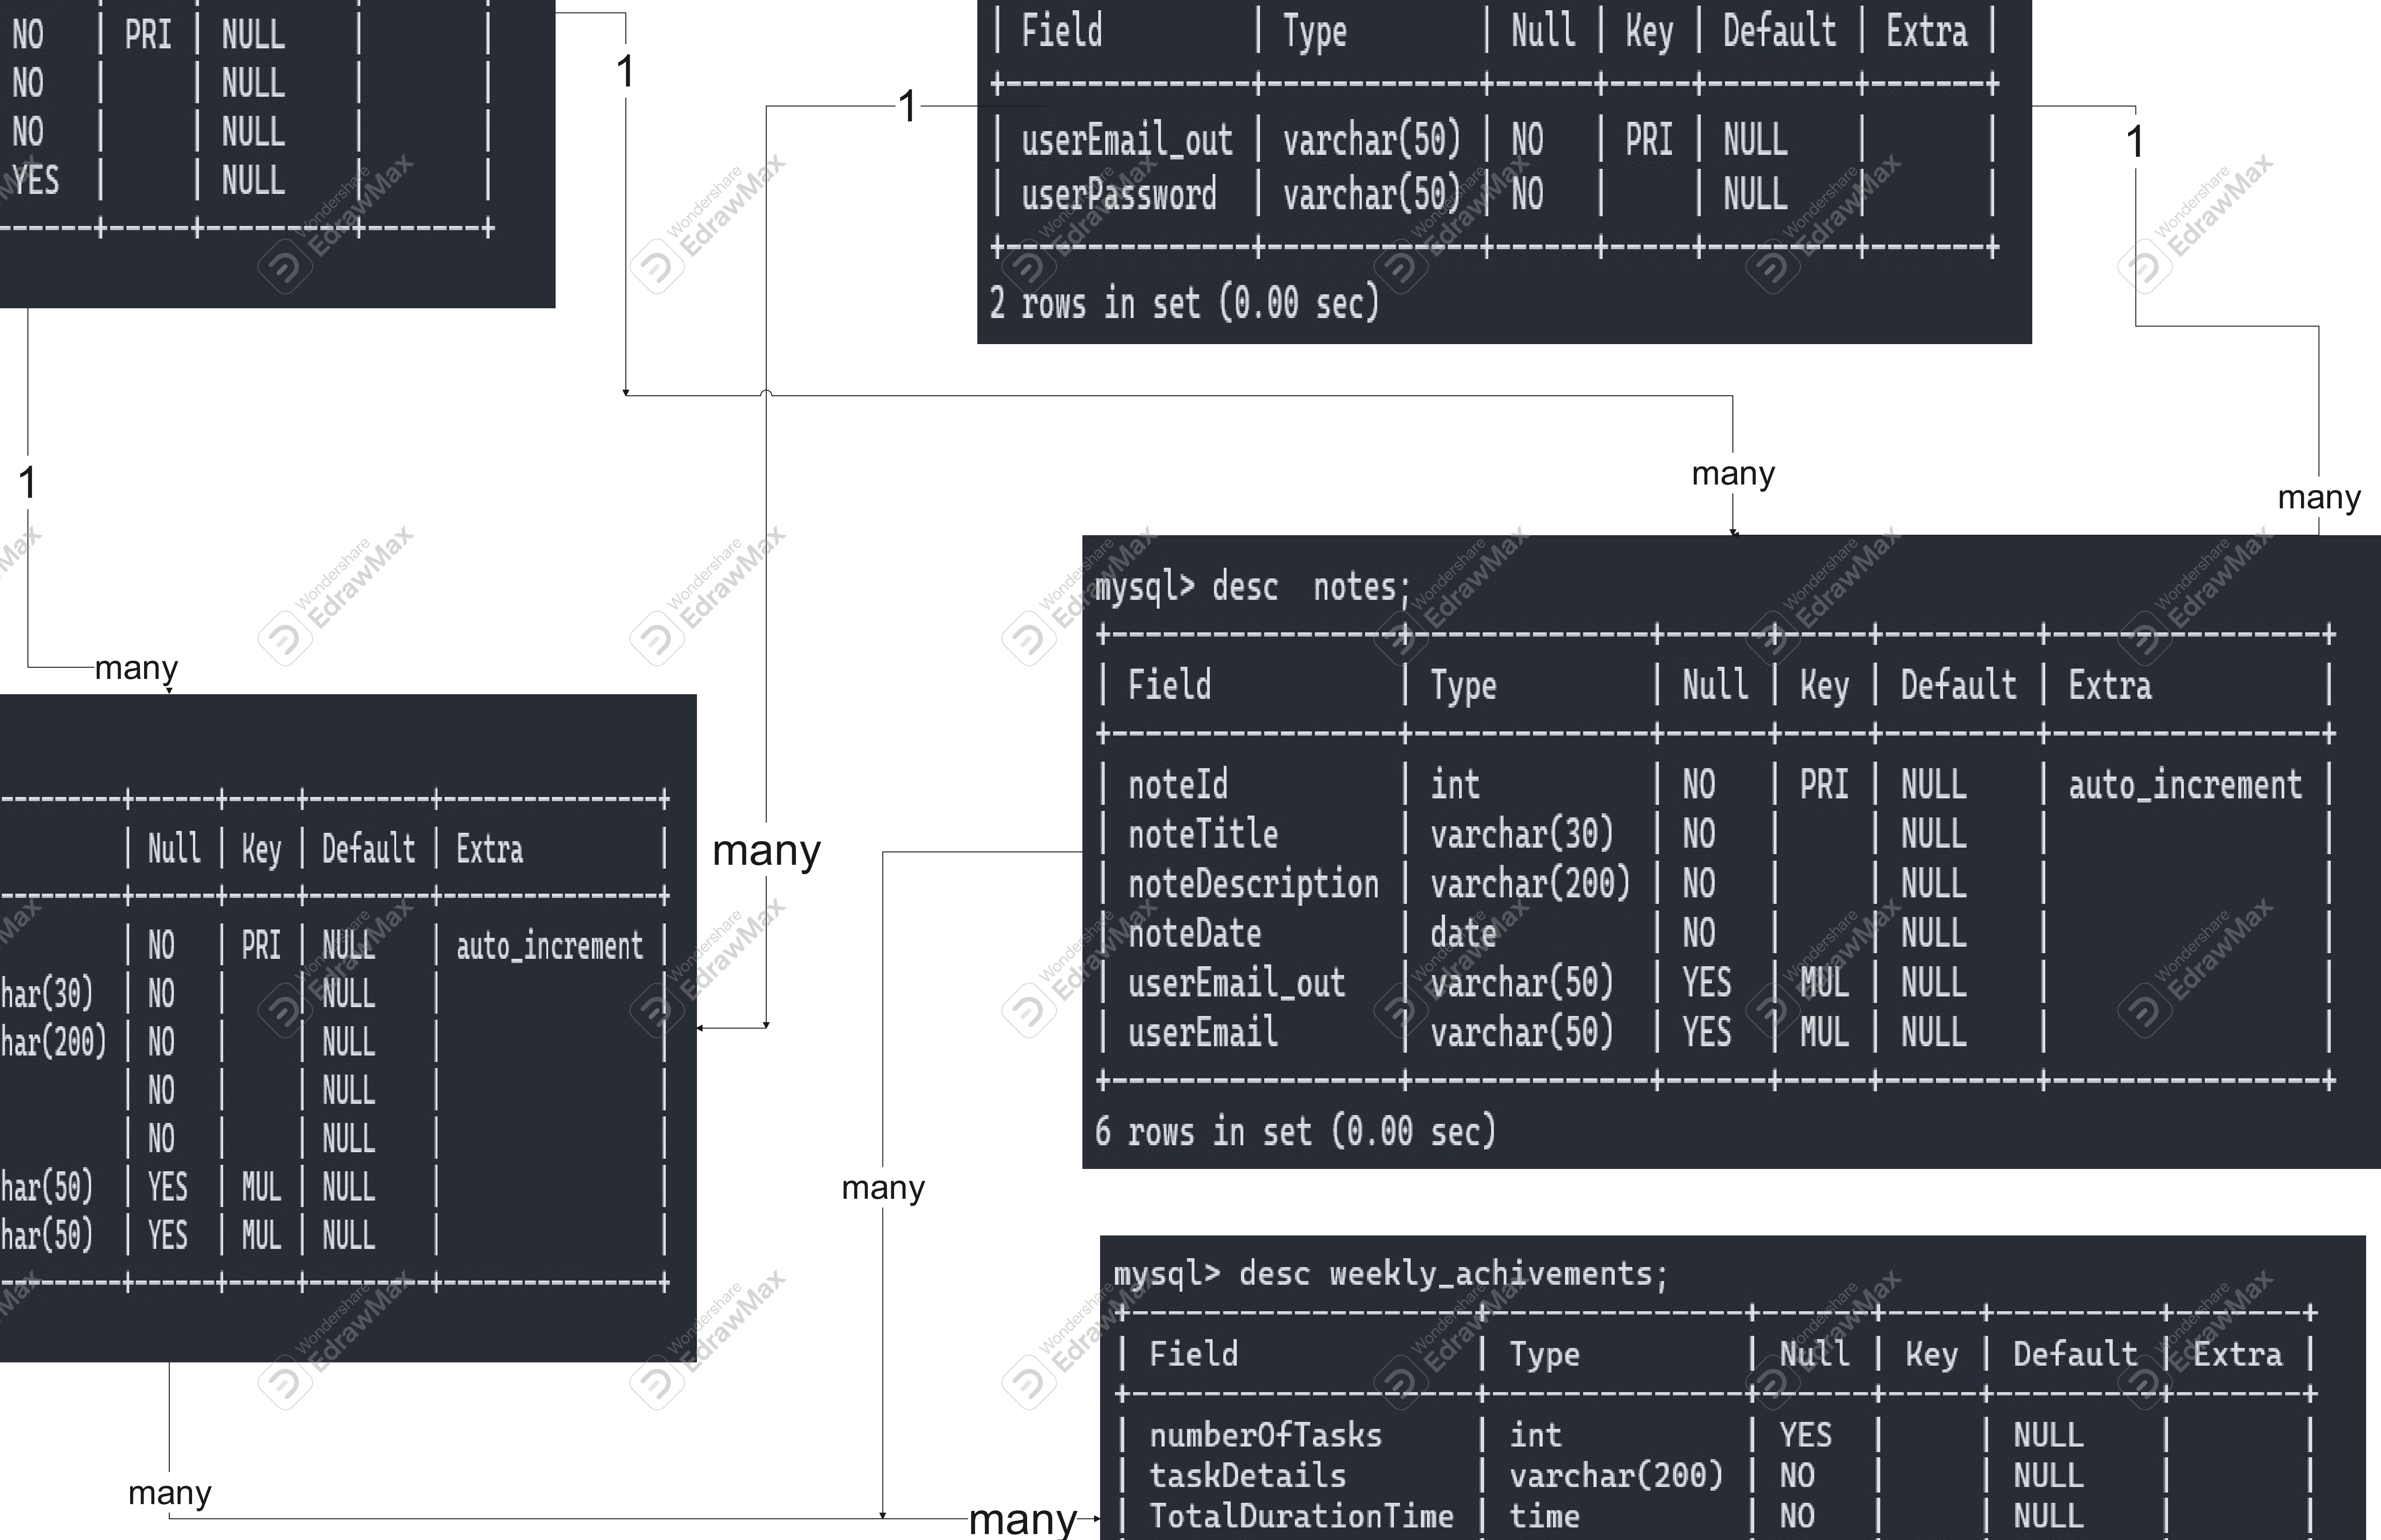 NO | PRI | NULL | |
NO | | NULL | |
NO | | NULL | |
YES | | NULL | |
1
1
| Field | Type | Null | Key | Default | Extra |
| userEmail_out | varchar(50) | NO | PRI | NULL | |
| userPassword | varchar(50) | NO | | NULL | |
2 rows in set (0.00 sec)
1
1
many
many
many
many
mysql> desc  notes;
| Field | Type | Null | Key | Default | Extra |
| noteId | int | NO | PRI | NULL | auto_increment |
| noteTitle | varchar(30) | NO | | NULL | |
| noteDescription | varchar(200) | NO | | NULL | |
| noteDate | date | NO | | NULL | |
| userEmail_out | varchar(50) | YES | MUL | NULL | |
| userEmail | varchar(50) | YES | MUL | NULL | |
6 rows in set (0.00 sec)
| Null | Key | Default | Extra |
| NO | PRI | NULL | auto_increment |
har(30) | NO | | NULL | |
har(200) | NO | | NULL | |
| NO | | NULL | |
| NO | | NULL | |
har(50) | YES | MUL | NULL | |
har(50) | YES | MUL | NULL | |
many
many
many
mysql> desc weekly_achivements;
| Field | Type | Null | Key | Default | Extra |
| numberOfTasks | int | YES | | NULL | |
| taskDetails | varchar(200) | NO | | NULL | |
| TotalDurationTime | time | NO | | NULL | |
Wondershare
EdrawMax